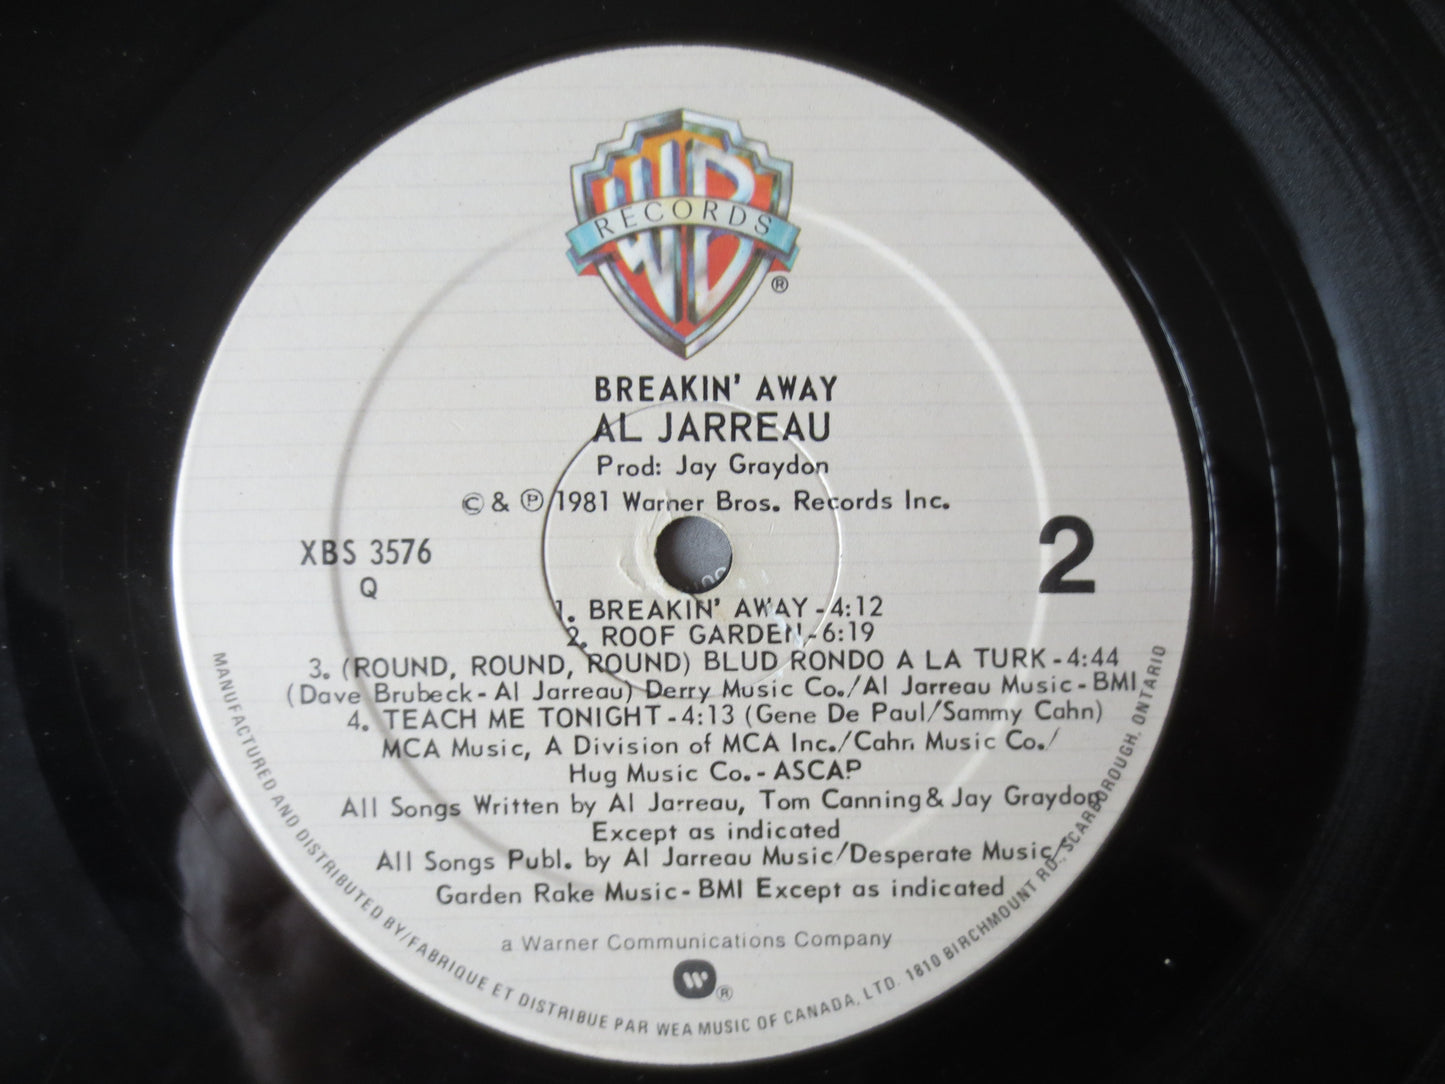 WB
RECORDS
®
BREAKIN' AWAY
AL JARREAU
Prod: Jay Graydon
© & ℗ 1981 Warner Bros. Records Inc.
XBS 3576
Q
2
1. BREAKIN' AWAY - 4:12
2. ROOF GARDEN - 6:19
3. (ROUND, ROUND, ROUND) BLUD RONDO A LA TURK - 4:44
(Dave Brubeck - Al Jarreau) Derry Music Co./Al Jarreau Music - BMI
4. TEACH ME TONIGHT - 4:13 (Gene De Paul/Sammy Cahn)
MCA Music, A Division of MCA Inc./Cahn Music Co./
Hug Music Co. - ASCAP
All Songs Written by Al Jarreau, Tom Canning & Jay Graydon
Except as indicated
All Songs Publ. by Al Jarreau Music/Desperate Music/
Garden Rake Music - BMI Except as indicated
a Warner Communications Company
W ®
MANUFACTURED AND DISTRIBUTED BY/FABRIQUE ET DISTRIBUE PAR WEA MUSIC OF CANADA, LTD. 1810 BIRCHMOUNT RD., SCARBOROUGH, ONTARIO